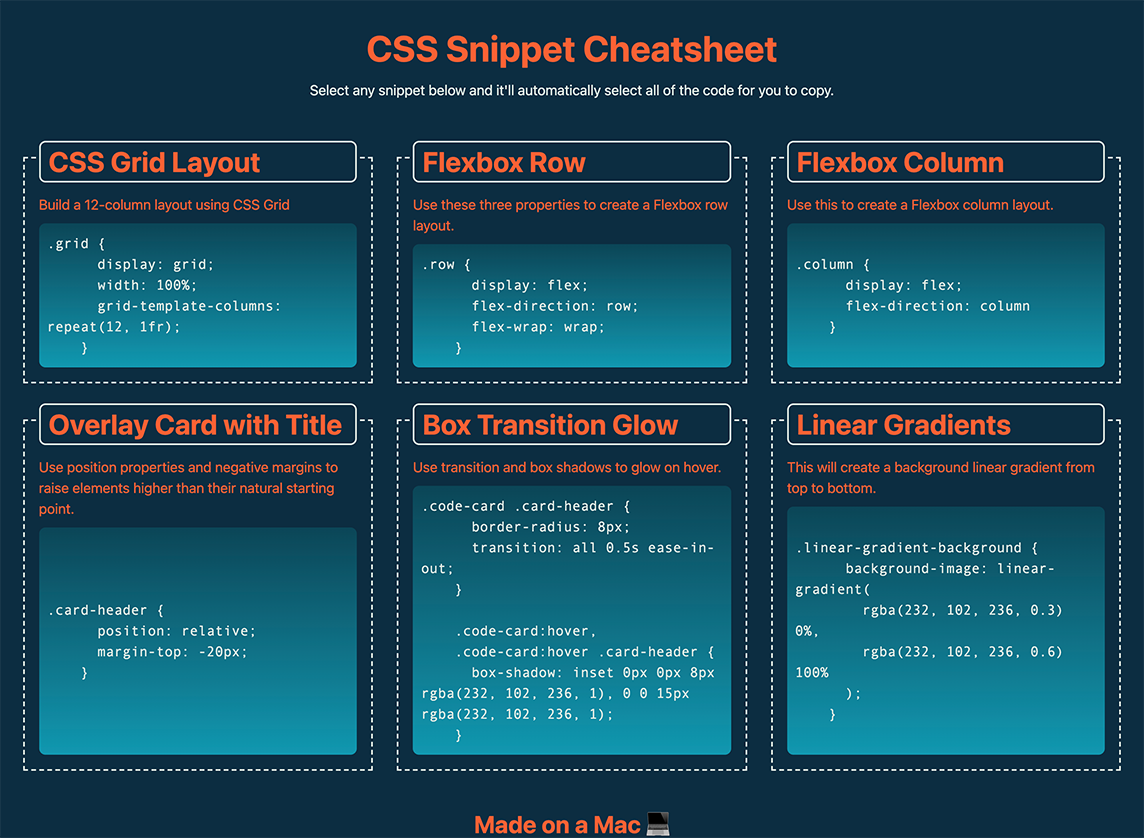 CSS Snippet Cheatsheet
Select any snippet below and it'll automatically select all of the code for you to copy.
CSS Grid Layout
Build a 12-column layout using CSS Grid
.grid {
display: grid;
width: 100%;
grid-template-columns:
repeat(12, 1fr);
}
Flexbox Row
Use these three properties to create a Flexbox row
layout.
.row {
display: flex;
flex-direction: row;
flex-wrap: wrap;
}
Flexbox Column
Use this to create a Flexbox column layout.
.column {
display: flex;
flex-direction: column
}
Overlay Card with Title
Use position properties and negative margins to
raise elements higher than their natural starting
point.
.card-header {
position: relative;
margin-top: -20px;
}
Box Transition Glow
Use transition and box shadows to glow on hover.
.code-card .card-header {
border-radius: 8px;
transition: all 0.5s ease-in-
out;
}
.code-card:hover,
.code-card:hover .card-header {
box-shadow: inset 0px 0px 8px
rgba(232, 102, 236, 1), 0 0 15px
rgba(232, 102, 236, 1);
}
Linear Gradients
This will create a background linear gradient from
top to bottom.
.linear-gradient-background {
background-image: linear-
gradient(
rgba(232, 102, 236, 0.3)
0%,
rgba(232, 102, 236, 0.6)
100%
);
}
Made on a Mac 💻